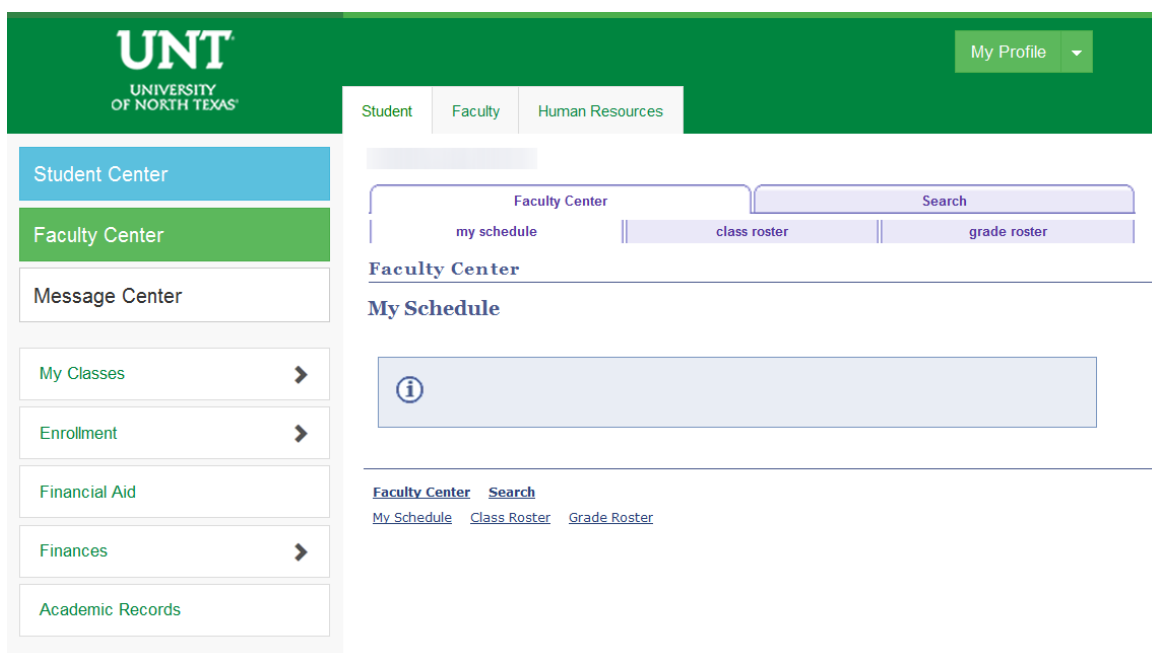 UNT
UNIVERSITY
OF NORTH TEXAS
My Profile
Student Faculty Human Resources
Student Center
Faculty Center
Message Center
My Classes
Enrollment
Financial Aid
Finances
Academic Records
Faculty Center Search
my schedule class roster grade roster
Faculty Center
My Schedule
i
Faculty Center Search
My Schedule Class Roster Grade Roster